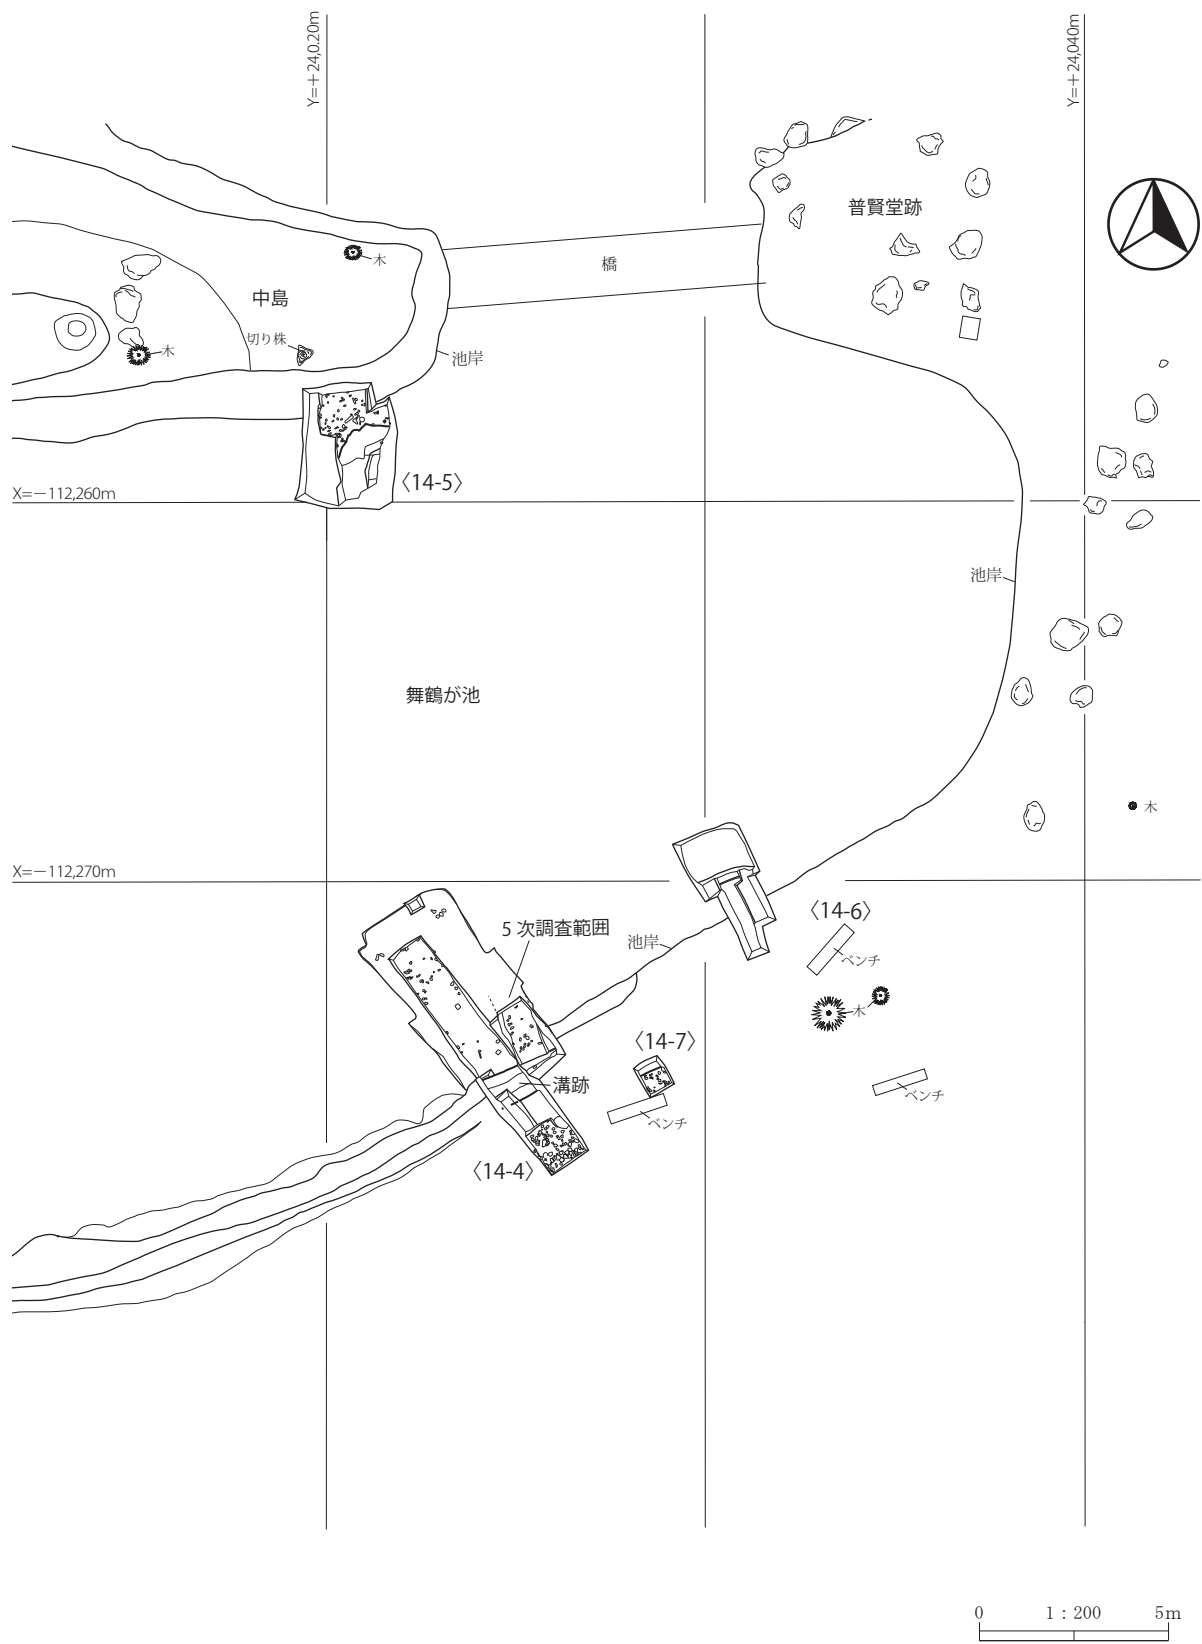 Y=＋24,0.20m
Y=＋24,040m
普賢堂跡
橋
木
中島
切り株
木
池岸
〈14-5〉
X=－112,260m
池岸
舞鶴が池
木
X=－112,270m
〈14-6〉
5 次調査範囲
池岸
ベンチ
木
〈14-7〉
溝跡
ベンチ
ベンチ
〈14-4〉
0 1：200 5m